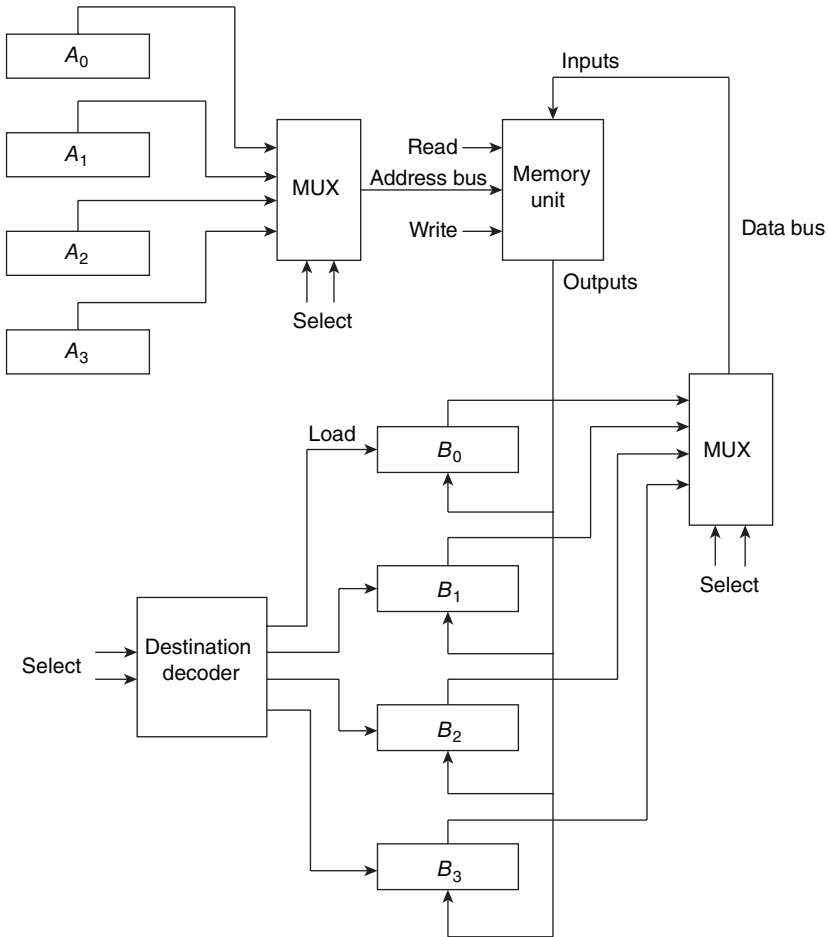 A0
A1
A2
A3
MUX
Select
Read
Address bus
Write
Memory
unit
Inputs
Outputs
Data bus
MUX
Select
Load
B0
B1
B2
B3
Select
Destination
decoder